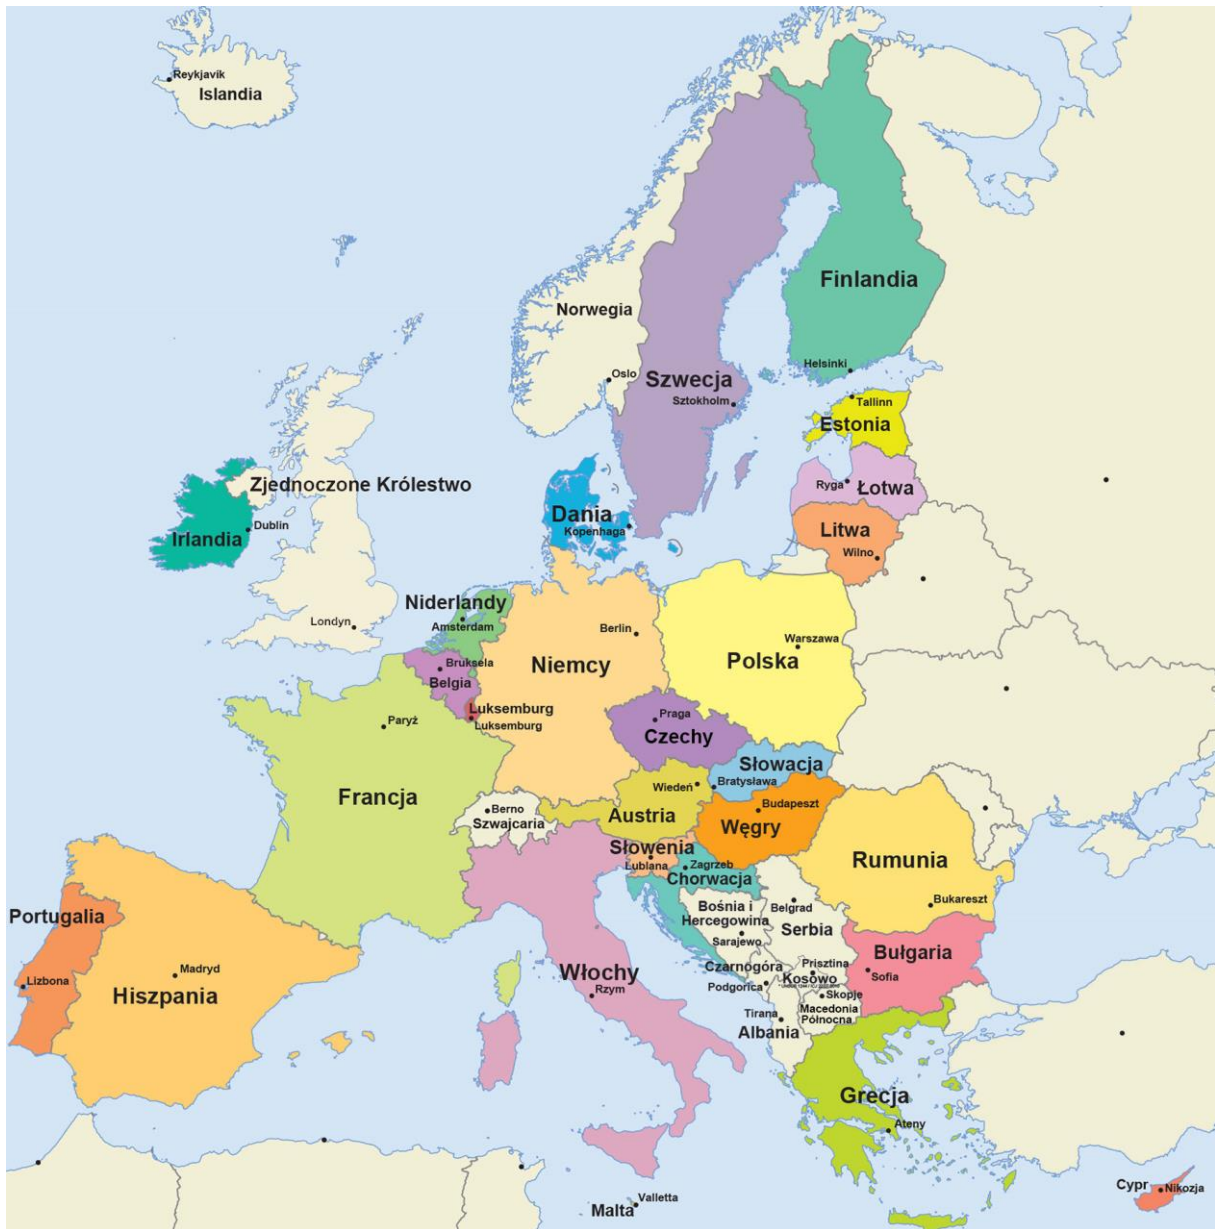 Reykjavik
Islandia
Finlandia
Norwegia
Helsinki
Oslo
Szwecja
Sztokholm
Tallinn
Estonia
Zjednoczone Królestwo
Ryga
Łotwa
Dania
Kopenhaga
Dublin
Irlandia
Litwa
Wilno
Niderlandy
Amsterdam
Londyn
Berlin
Warszawa
Bruksela
Belgia
Niemcy
Polska
Luksemburg
Luksemburg
Paryż
Praga
Czechy
Słowacja
Bratysława
Wiedeń
Francja
Berno
Szwajcaria
Austria
Budapeszt
Węgry
Słowenia
Lublana
Zagrzeb
Chorwacja
Rumunia
Bukareszt
Portugalia
Bośnia i
Hercegowina
Sarajewo
Belgrad
Serbia
Bułgaria
Sofia
Madryd
Lizbona
Hiszpania
Włochy
Rzym
Czarnogóra
Podgorica
Prisztina
Kosowo
Skopje
Macedonia
Północna
Tirana
Albania
Grecja
Ateny
Cypr
Nikozja
Valletta
Malta